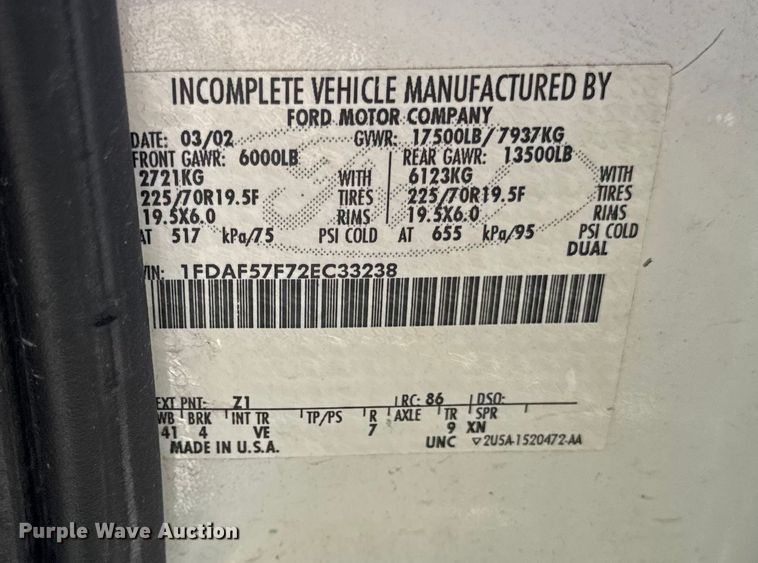 INCOMPLETE VEHICLE MANUFACTURED BY
FORD MOTOR COMPANY
DATE: 03/02 GVWR: 17500LB/7937KG
FRONT GAWR: 6000LB REAR GAWR: 13500LB
2721KG WITH 6123KG WITH
225/70R19.5F TIRES 225/70R19.5F TIRES
19.5X6.0 RIMS 19.5X6.0 RIMS
AT 517 kPa/75 PSI COLD AT 655 kPa/95 PSI COLD
DUAL
VIN: 1FDAF57F72EC33238
EXT PNT: Z1 RC: 86 DSO:
WB BRK INT TR TP/PS R AXLE TR SPR
41 4 VE 7 9 XN
MADE IN U.S.A. UNC ▽2U5A-1520472-AA
Purple Wave Auction